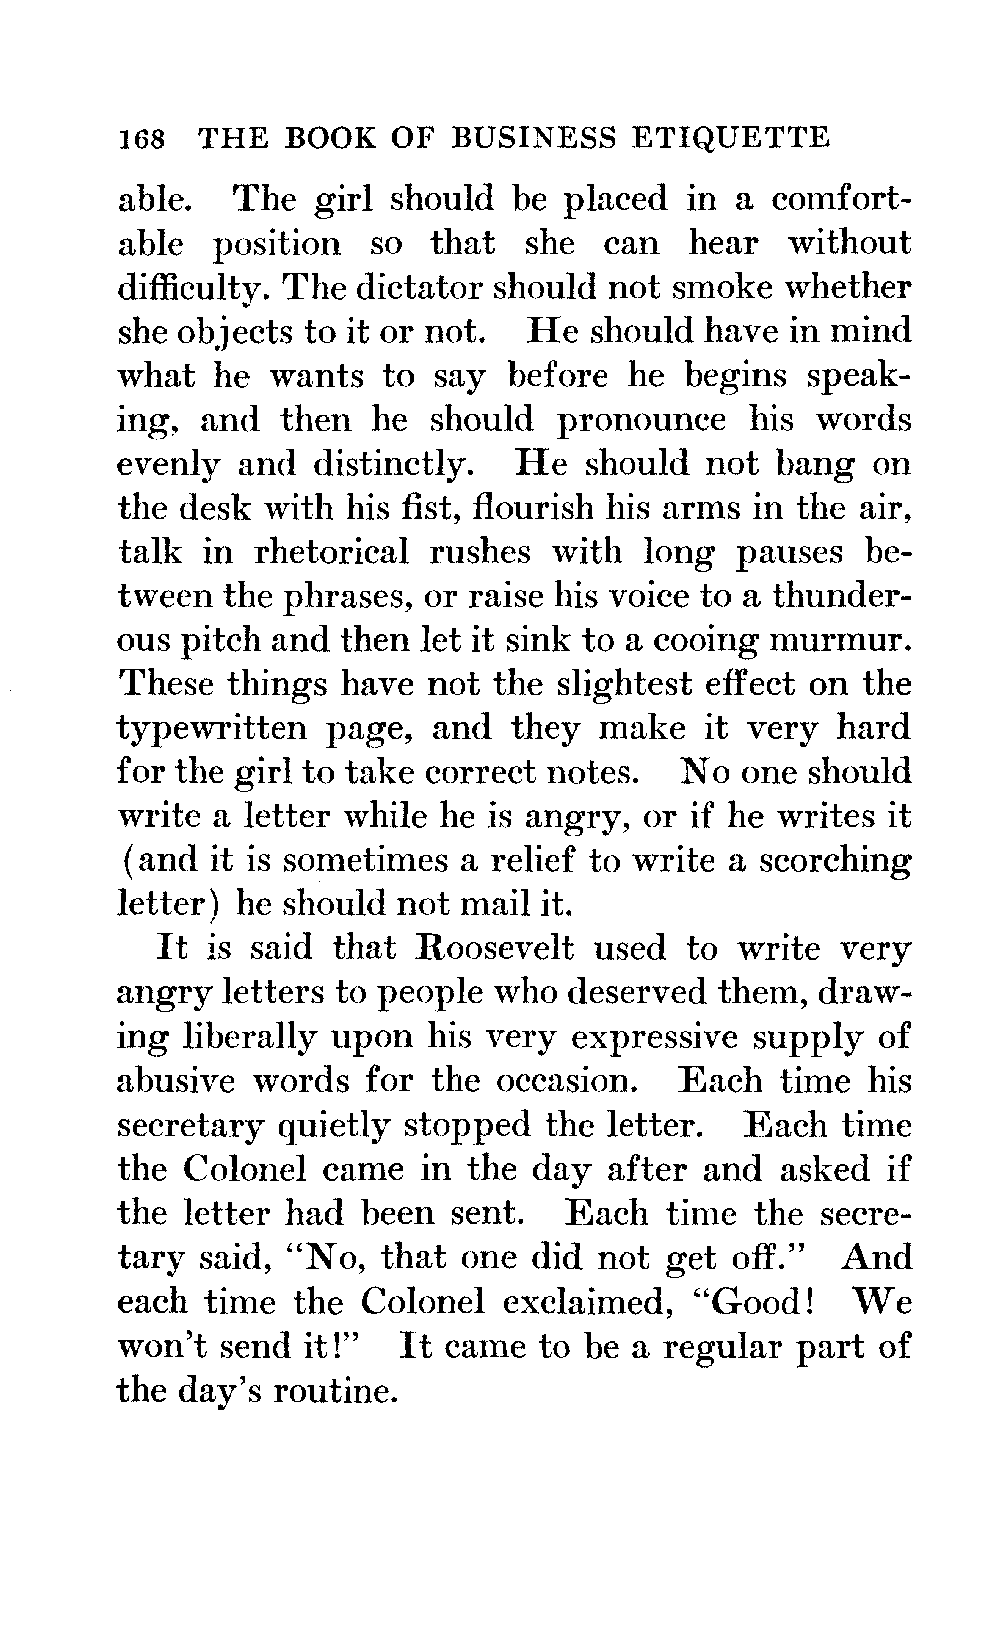 168 THE BOOK OF BUSINESS ETIQUETTE
able. The girl should be placed in a comfort-
able position so that she can hear without
difficulty. The dictator should not smoke whether
she objects to it or not. He should have in mind
what he wants to say before he begins speak-
ing, and then he should pronounce his words
evenly and distinctly. He should not bang on
the desk with his fist, flourish his arms in the air,
talk in rhetorical rushes with long pauses be-
tween the phrases, or raise his voice to a thunder-
ous pitch and then let it sink to a cooing murmur.
These things have not the slightest effect on the
typewritten page, and they make it very hard
for the girl to take correct notes. No one should
write a letter while he is angry, or if he writes it
(and it is sometimes a relief to write a scorching
letter) he should not mail it.
It is said that Roosevelt used to write very
angry letters to people who deserved them, draw-
ing liberally upon his very expressive supply of
abusive words for the occasion. Each time his
secretary quietly stopped the letter. Each time
the Colonel came in the day after and asked if
the letter had been sent. Each time the secre-
tary said, “No, that one did not get off.” And
each time the Colonel exclaimed, “Good! We
won't send it!” It came to be a regular part of
the day's routine.